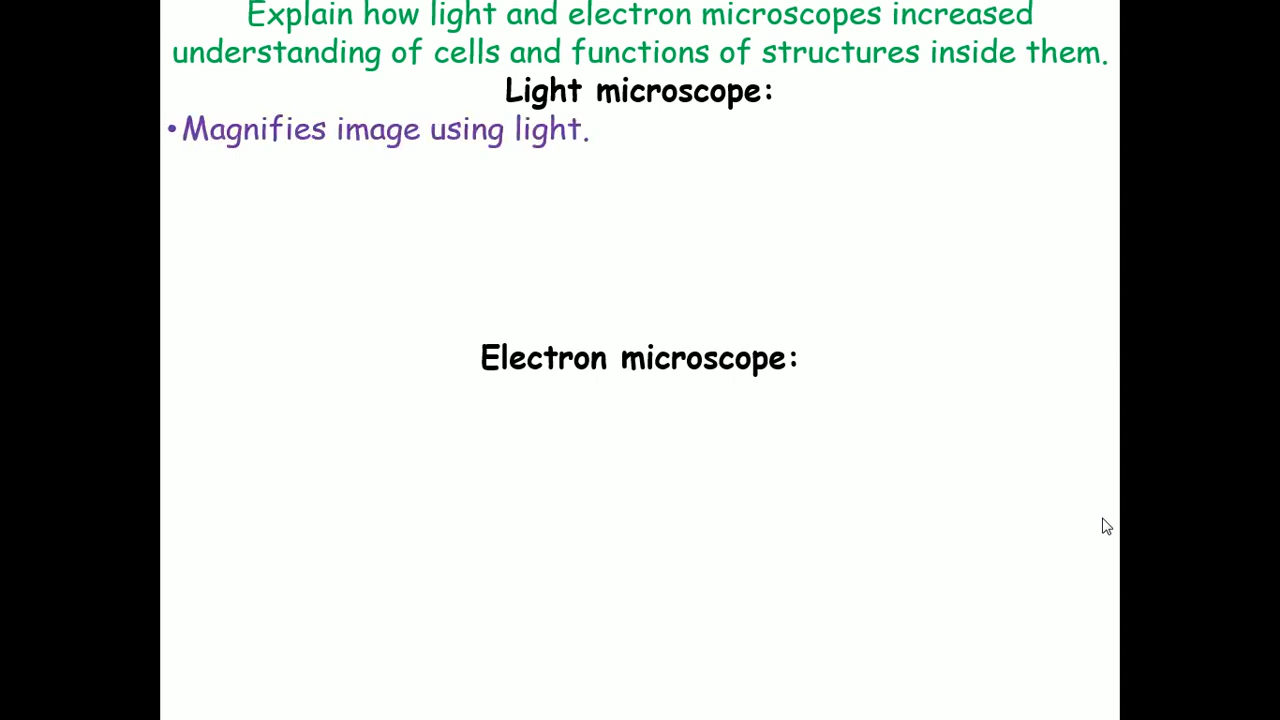 Explain how light and electron microscopes increased
understanding of cells and functions of structures inside them.
Light microscope:
•Magnifies image using light.
Electron microscope: